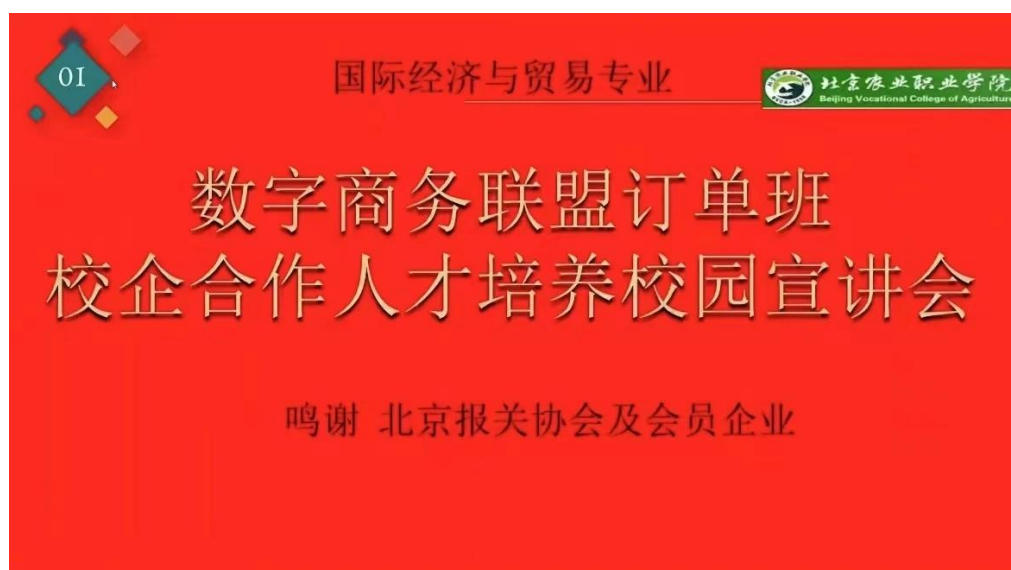 01
国际经济与贸易专业
北京农业职业学院
Beijing Vocational College of Agriculture
数字商务联盟订单班
校企合作人才培养校园宣讲会
鸣谢 北京报关协会及会员企业